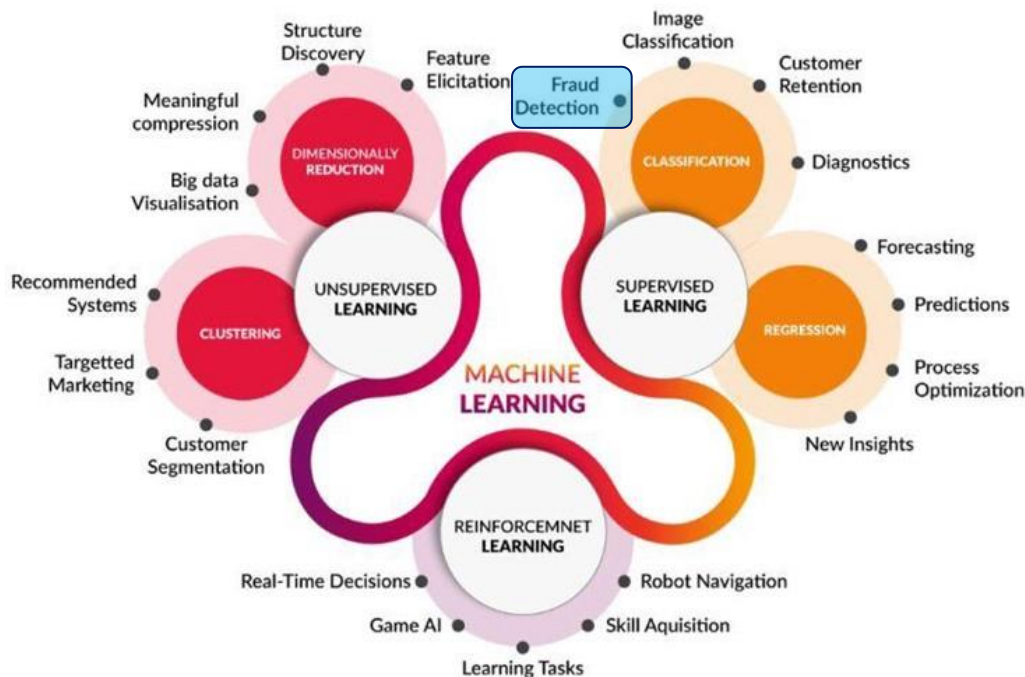 Structure
Discovery
Feature
Elicitation
Meaningful
compression
Big data
Visualisation
DIMENSIONALLY
REDUCTION
Image
Classification
Fraud
Detection
Customer
Retention
Diagnostics
CLASSIFICATION
UNSUPERVISED
LEARNING
SUPERVISED
LEARNING
Recommended
Systems
Targetted
Marketing
Customer
Segmentation
CLUSTERING
Forecasting
Predictions
Process
Optimization
New Insights
REGRESSION
MACHINE
LEARNING
REINFORCEMNET
LEARNING
Real-Time Decisions
Game AI
Learning Tasks
Skill Aquisition
Robot Navigation